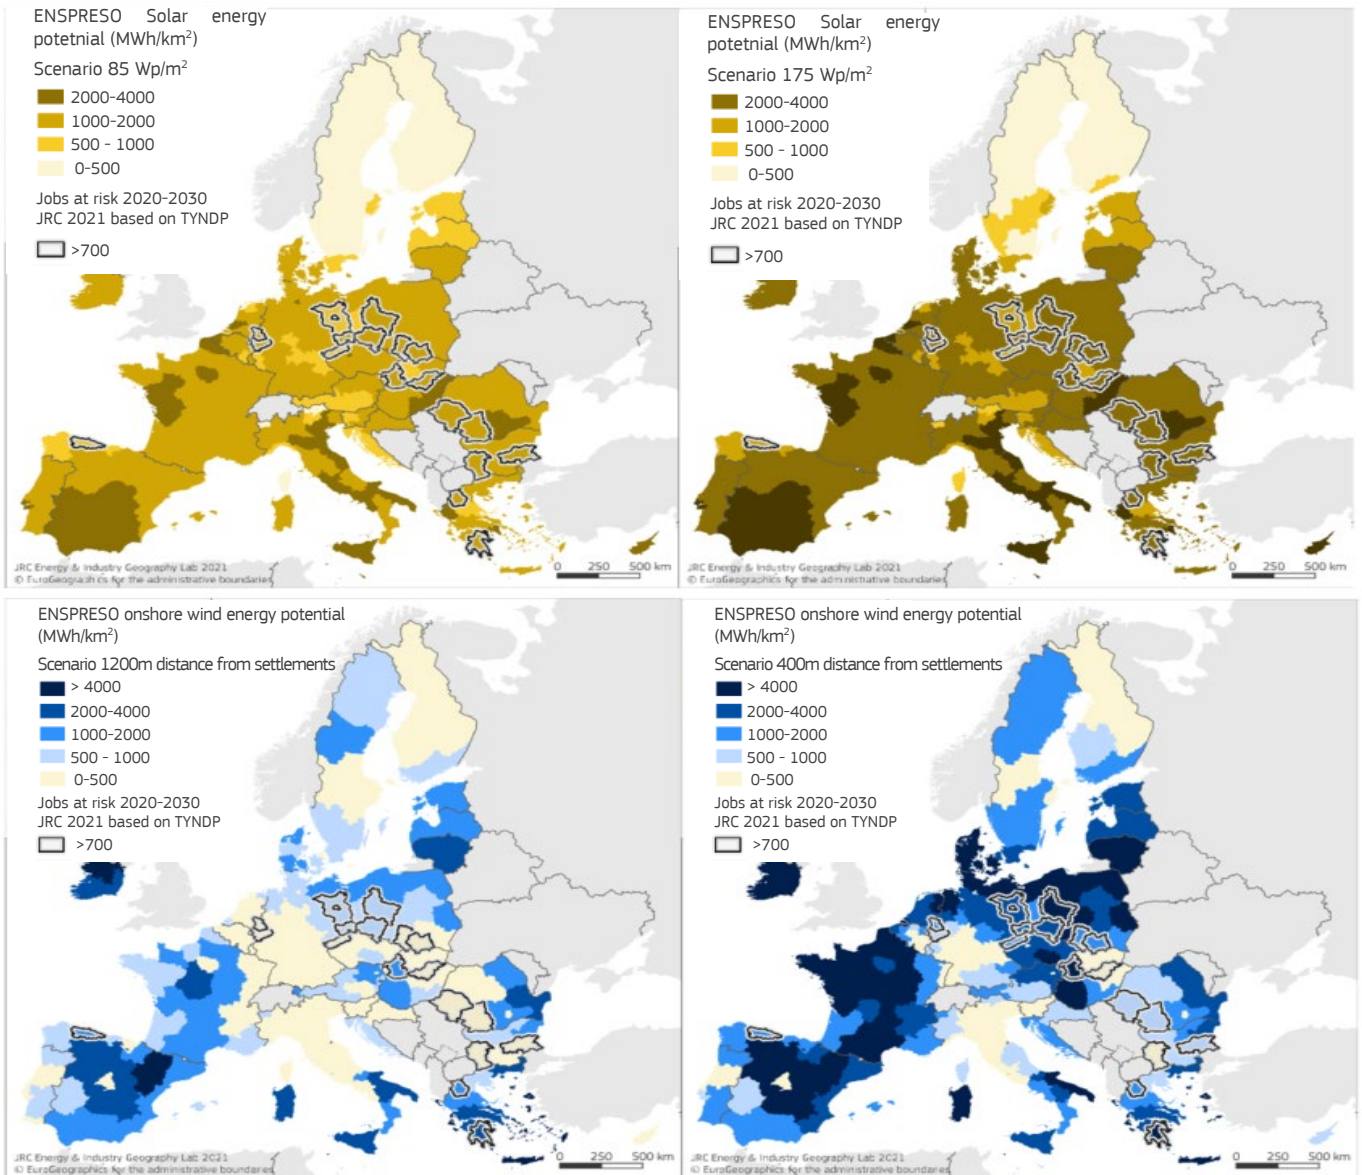 ENSPRESO Solar energy
potetnial (MWh/km²)
Scenario 85 Wp/m²
2000-4000
1000-2000
500 - 1000
0-500
Jobs at risk 2020-2030
JRC 2021 based on TYNDP
>700
JRC Energy & Industry Geography Lab 2021
© EuroGeographics for the administrative boundaries
0 250 500 km
ENSPRESO Solar energy
potetnial (MWh/km²)
Scenario 175 Wp/m²
2000-4000
1000-2000
500 - 1000
0-500
Jobs at risk 2020-2030
JRC 2021 based on TYNDP
>700
JRC Energy & Industry Geography Lab 2021
© EuroGeographics for the administrative boundaries
0 250 500 km
ENSPRESO onshore wind energy potential
(MWh/km²)
Scenario 1200m distance from settlements
> 4000
2000-4000
1000-2000
500 - 1000
0-500
Jobs at risk 2020-2030
JRC 2021 based on TYNDP
>700
JRC Energy & Industry Geography Lab 2021
© EuroGeographics for the administrative boundaries
0 250 500 km
ENSPRESO onshore wind energy potential
(MWh/km²)
Scenario 400m distance from settlements
> 4000
2000-4000
1000-2000
500 - 1000
0-500
Jobs at risk 2020-2030
JRC 2021 based on TYNDP
>700
JRC Energy & Industry Geography Lab 2021
© EuroGeographics for the administrative boundaries
0 250 500 km